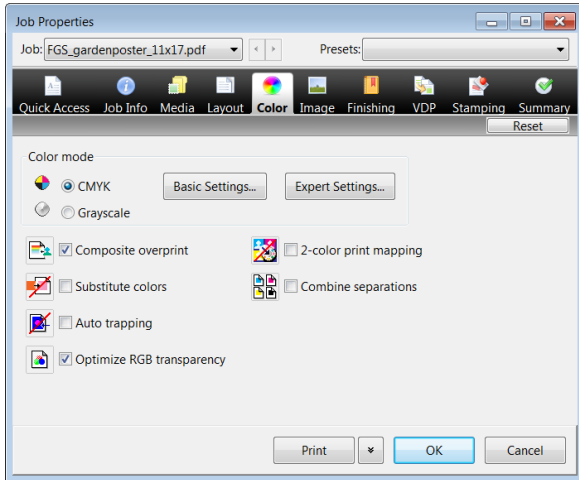 Job Properties
Job: FGS_gardenposter_11x17.pdf Presets:
Quick Access Job Info Media Layout Color Image Finishing VDP Stamping Summary
Reset
Color mode
CMYK Basic Settings... Expert Settings...
Grayscale
Composite overprint 2-color print mapping
Substitute colors Combine separations
Auto trapping
Optimize RGB transparency
Print OK Cancel